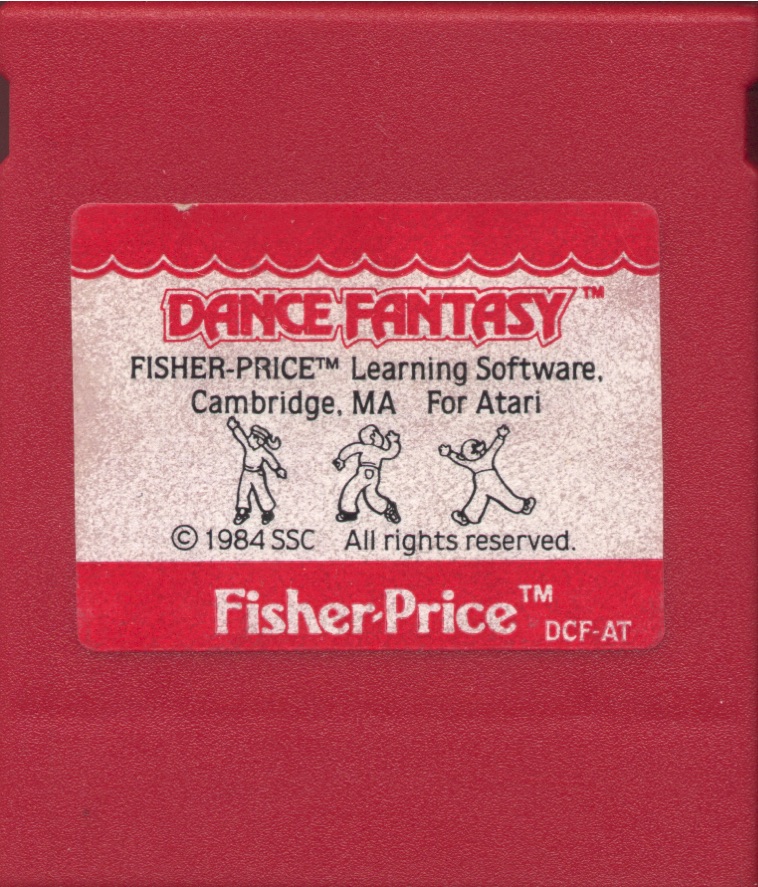 DANCE FANTASY™
FISHER-PRICE™ Learning Software,
Cambridge, MA For Atari
© 1984 SSC All rights reserved.
Fisher-Price™
DCF-AT